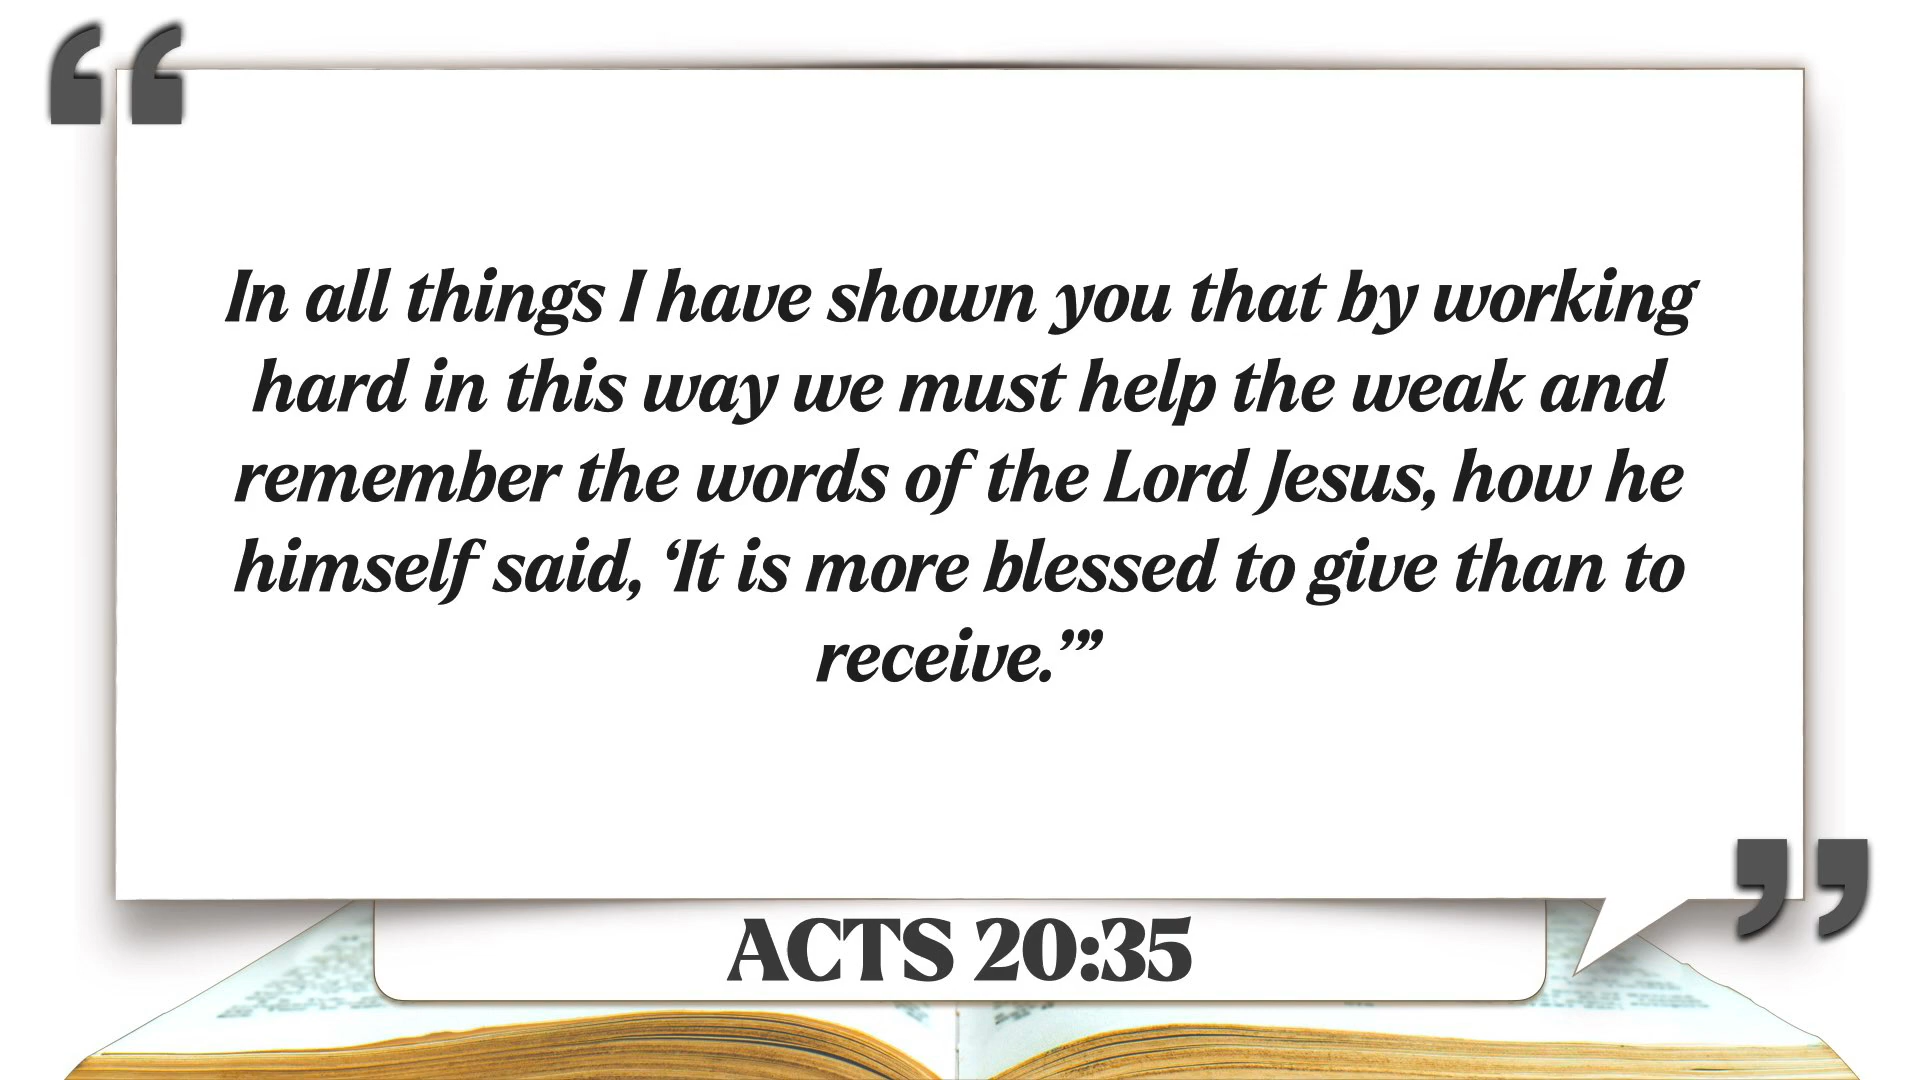 “
In all things I have shown you that by working
hard in this way we must help the weak and
remember the words of the Lord Jesus, how he
himself said, ‘It is more blessed to give than to
receive.’”
”
ACTS 20:35